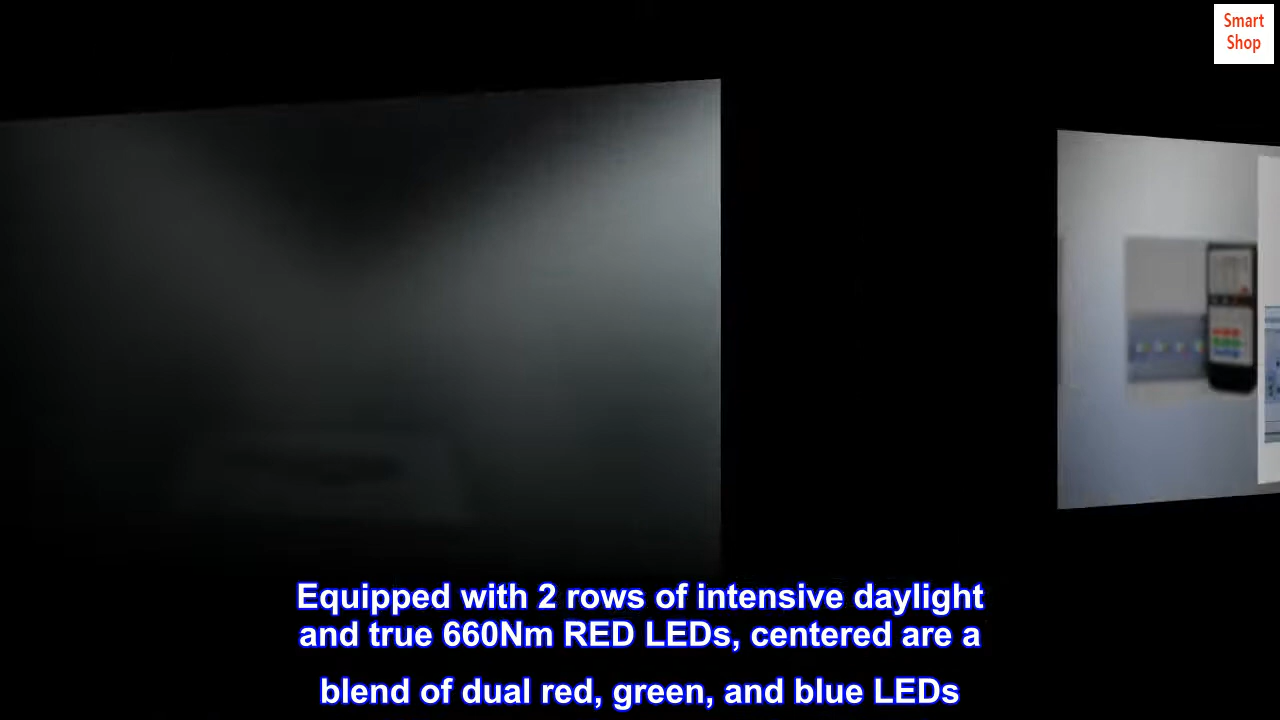 Smart
Shop
Equipped with 2 rows of intensive daylight
and true 660Nm RED LEDs, centered are a
blend of dual red, green, and blue LEDs